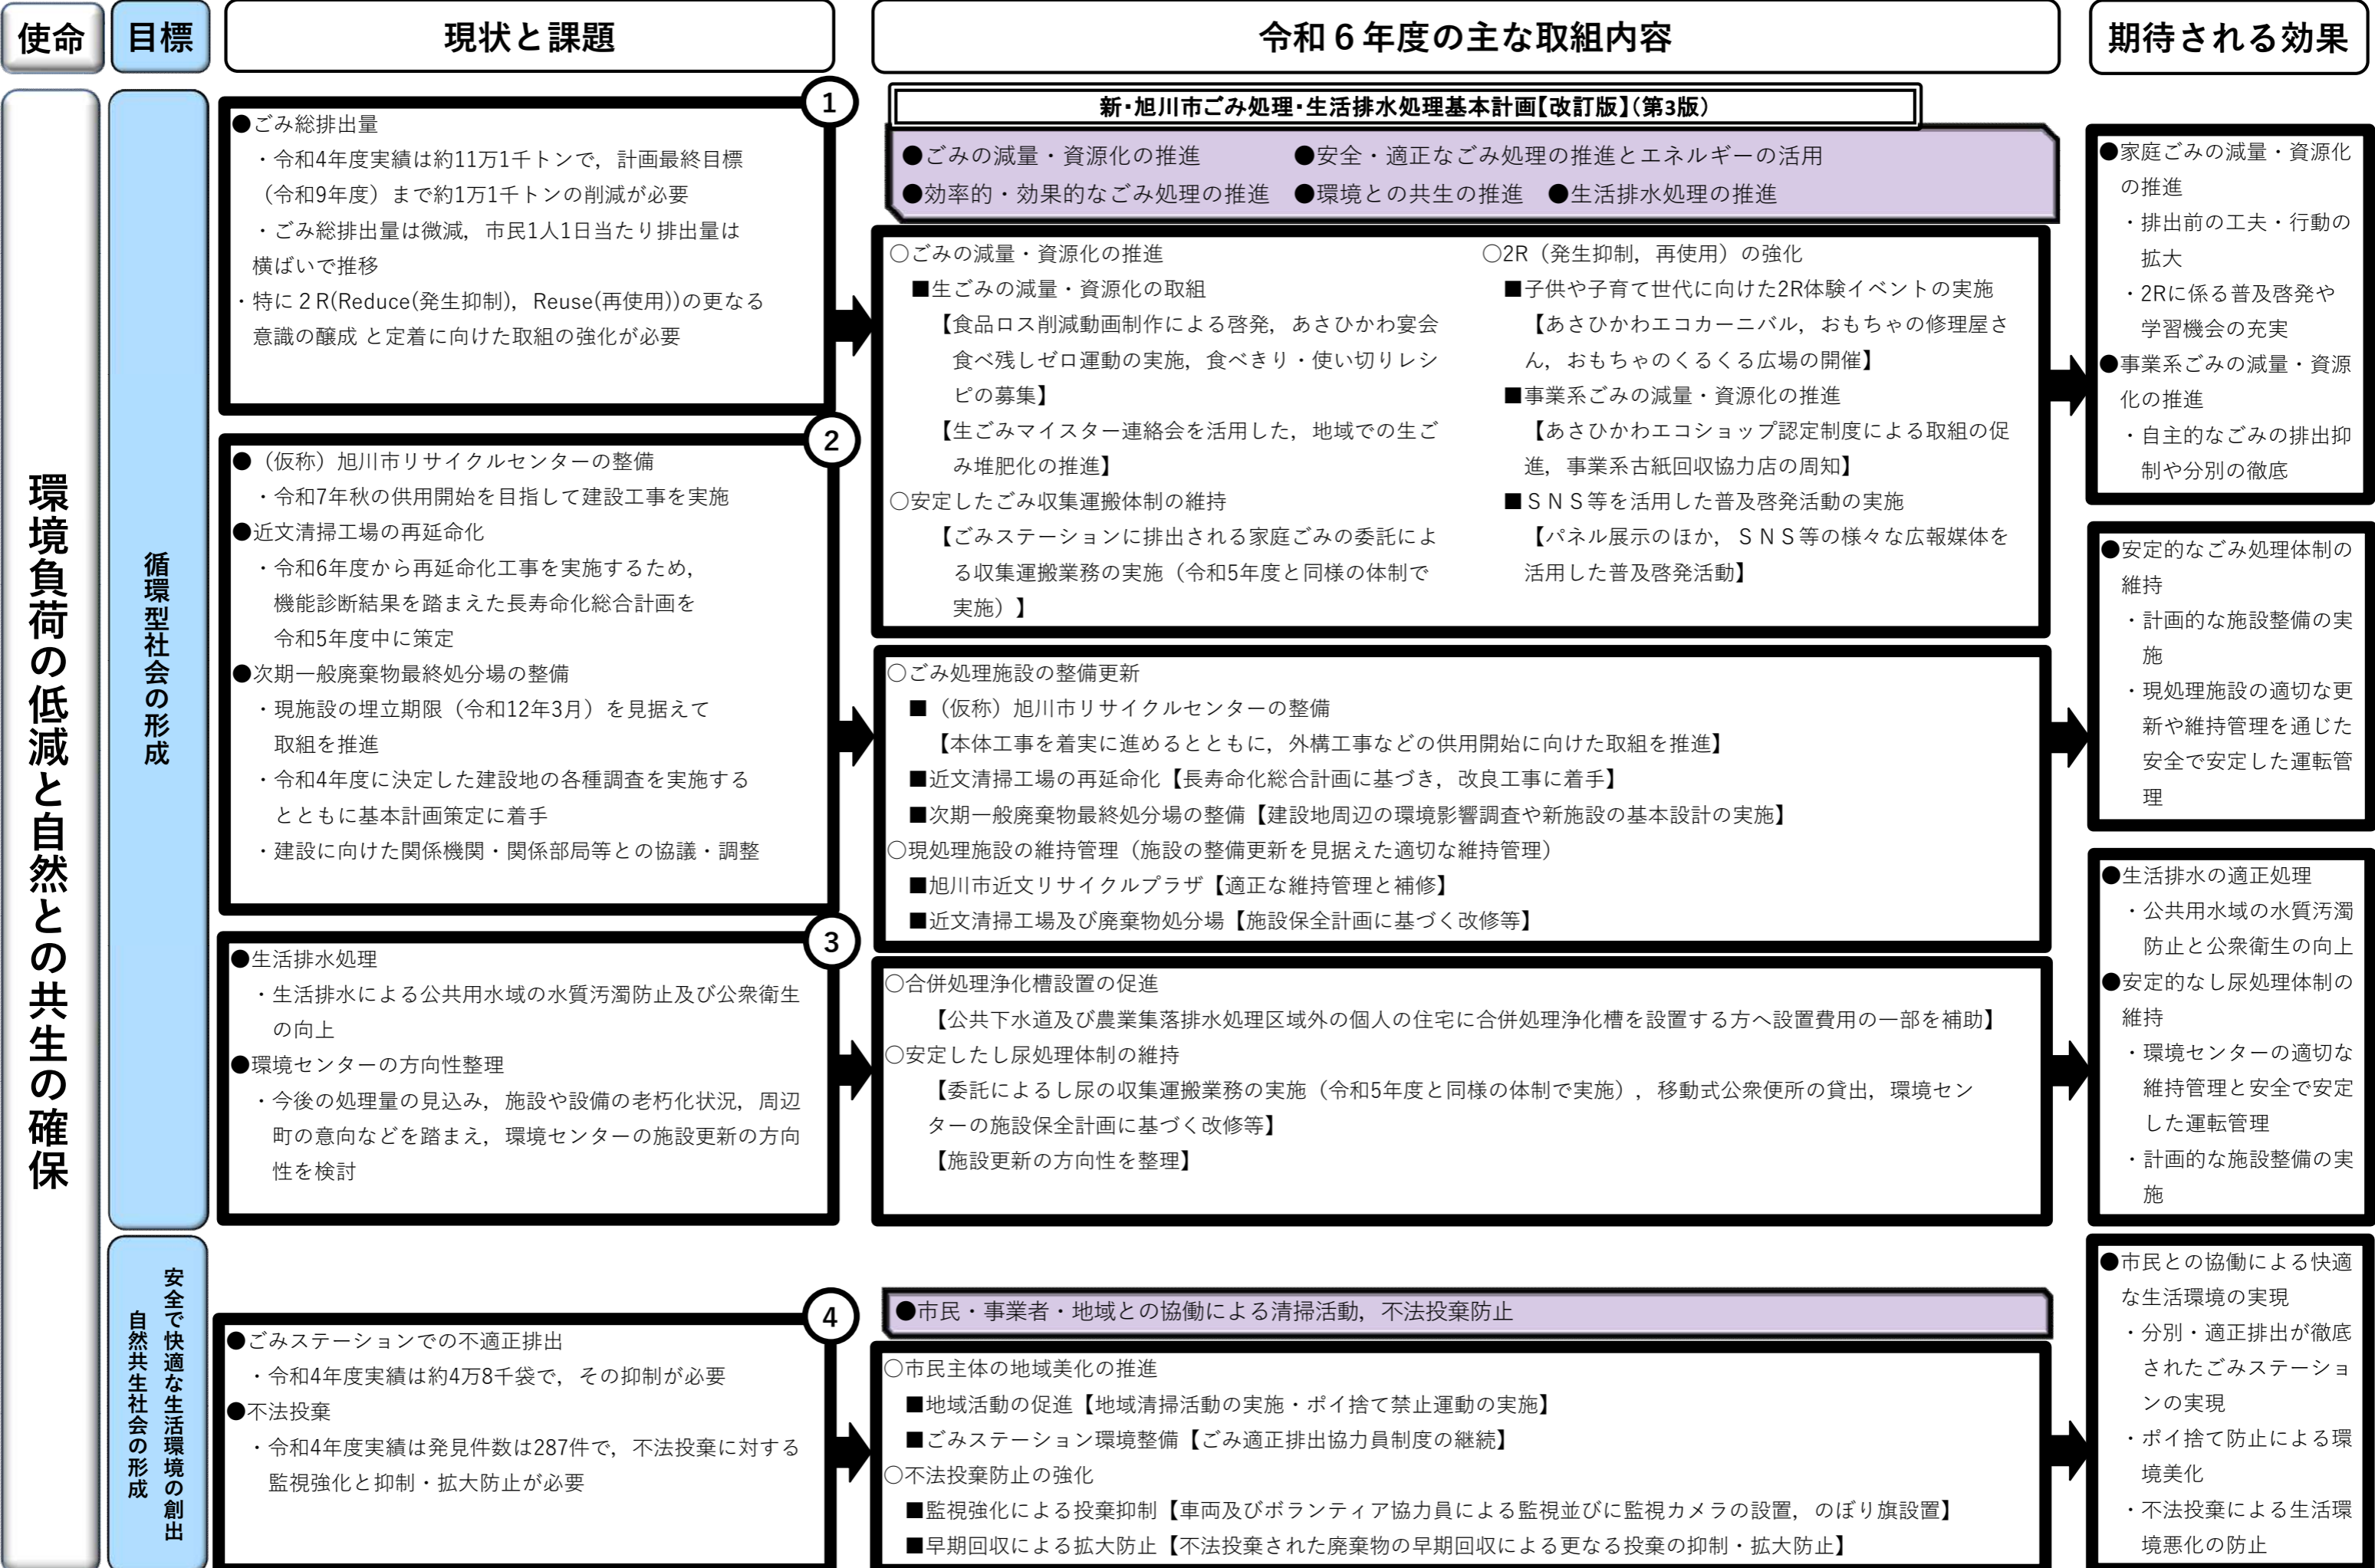 使命
目標
現状と課題
令和６年度の主な取組内容
期待される効果
環境負荷の低減と自然との共生の確保
循環型社会の形成
1
●ごみ総排出量
・令和4年度実績は約11万1千トンで，計画最終目標
（令和9年度）まで約1万1千トンの削減が必要
・ごみ総排出量は微減，市民1人1日当たり排出量は
横ばいで推移
・特に２R(Reduce(発生抑制)，Reuse(再使用))の更なる
意識の醸成 と定着に向けた取組の強化が必要
新・旭川市ごみ処理・生活排水処理基本計画【改訂版】（第3版）
●ごみの減量・資源化の推進 ●安全・適正なごみ処理の推進とエネルギーの活用
●効率的・効果的なごみ処理の推進 ●環境との共生の推進 ●生活排水処理の推進
○ごみの減量・資源化の推進
■生ごみの減量・資源化の取組
【食品ロス削減動画制作による啓発，あさひかわ宴会
食べ残しゼロ運動の実施，食べきり・使い切りレシ
ピの募集】
【生ごみマイスター連絡会を活用した，地域での生ご
み堆肥化の推進】
○安定したごみ収集運搬体制の維持
【ごみステーションに排出される家庭ごみの委託によ
る収集運搬業務の実施（令和5年度と同様の体制で
実施）】
○2R（発生抑制，再使用）の強化
■子供や子育て世代に向けた2R体験イベントの実施
【あさひかわエコカーニバル，おもちゃの修理屋さ
ん，おもちゃのくるくる広場の開催】
■事業系ごみの減量・資源化の推進
【あさひかわエコショップ認定制度による取組の促
進，事業系古紙回収協力店の周知】
■ＳＮＳ等を活用した普及啓発活動の実施
【パネル展示のほか，ＳＮＳ等の様々な広報媒体を
活用した普及啓発活動】
●家庭ごみの減量・資源化
の推進
・排出前の工夫・行動の
拡大
・2Rに係る普及啓発や
学習機会の充実
●事業系ごみの減量・資源
化の推進
・自主的なごみの排出抑
制や分別の徹底
2
●（仮称）旭川市リサイクルセンターの整備
・令和7年秋の供用開始を目指して建設工事を実施
●近文清掃工場の再延命化
・令和6年度から再延命化工事を実施するため，
機能診断結果を踏まえた長寿命化総合計画を
令和5年度中に策定
●次期一般廃棄物最終処分場の整備
・現施設の埋立期限（令和12年3月）を見据えて
取組を推進
・令和4年度に決定した建設地の各種調査を実施する
とともに基本計画策定に着手
・建設に向けた関係機関・関係部局等との協議・調整
○ごみ処理施設の整備更新
■（仮称）旭川市リサイクルセンターの整備
【本体工事を着実に進めるとともに，外構工事などの供用開始に向けた取組を推進】
■近文清掃工場の再延命化【長寿命化総合計画に基づき，改良工事に着手】
■次期一般廃棄物最終処分場の整備【建設地周辺の環境影響調査や新施設の基本設計の実施】
○現処理施設の維持管理（施設の整備更新を見据えた適切な維持管理）
■旭川市近文リサイクルプラザ【適正な維持管理と補修】
■近文清掃工場及び廃棄物処分場【施設保全計画に基づく改修等】
●安定的なごみ処理体制の
維持
・計画的な施設整備の実
施
・現処理施設の適切な更
新や維持管理を通じた
安全で安定した運転管
理
3
●生活排水処理
・生活排水による公共用水域の水質汚濁防止及び公衆衛生
の向上
●環境センターの方向性整理
・今後の処理量の見込み，施設や設備の老朽化状況，周辺
町の意向などを踏まえ，環境センターの施設更新の方向
性を検討
○合併処理浄化槽設置の促進
【公共下水道及び農業集落排水処理区域外の個人の住宅に合併処理浄化槽を設置する方へ設置費用の一部を補助】
○安定したし尿処理体制の維持
【委託によるし尿の収集運搬業務の実施（令和5年度と同様の体制で実施），移動式公衆便所の貸出，環境セン
ターの施設保全計画に基づく改修等】
【施設更新の方向性を整理】
●生活排水の適正処理
・公共用水域の水質汚濁
防止と公衆衛生の向上
●安定的なし尿処理体制の
維持
・環境センターの適切な
維持管理と安全で安定
した運転管理
・計画的な施設整備の実
施
安全で快適な生活環境の創出
自然共生社会の形成
4
●ごみステーションでの不適正排出
・令和4年度実績は約4万8千袋で，その抑制が必要
●不法投棄
・令和4年度実績は発見件数は287件で，不法投棄に対する
監視強化と抑制・拡大防止が必要
●市民・事業者・地域との協働による清掃活動，不法投棄防止
○市民主体の地域美化の推進
■地域活動の促進【地域清掃活動の実施・ポイ捨て禁止運動の実施】
■ごみステーション環境整備【ごみ適正排出協力員制度の継続】
○不法投棄防止の強化
■監視強化による投棄抑制【車両及びボランティア協力員による監視並びに監視カメラの設置，のぼり旗設置】
■早期回収による拡大防止【不法投棄された廃棄物の早期回収による更なる投棄の抑制・拡大防止】
●市民との協働による快適
な生活環境の実現
・分別・適正排出が徹底
されたごみステーショ
ンの実現
・ポイ捨て防止による環
境美化
・不法投棄による生活環
境悪化の防止